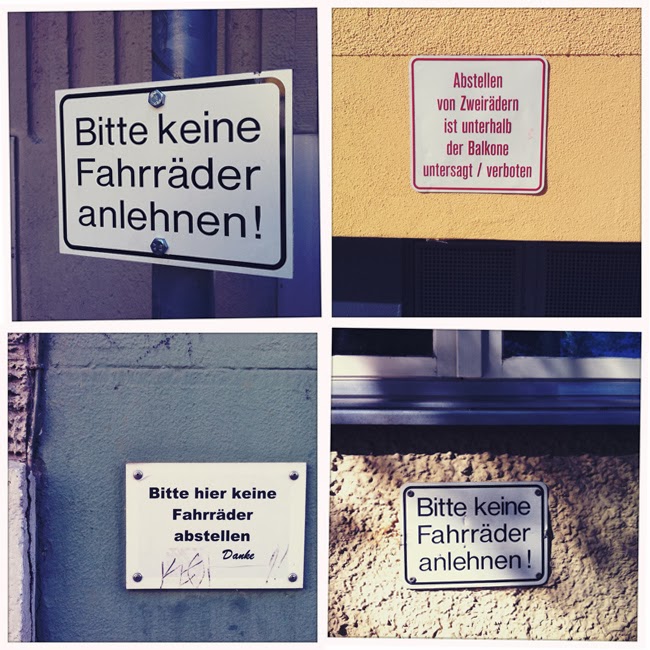 Bitte keine
Fahrräder
anlehnen!
Abstellen
von Zweirädern
ist unterhalb
der Balkone
untersagt / verboten
Bitte hier keine
Fahrräder
abstellen
Danke
Bitte keine
Fahrräder
anlehnen!